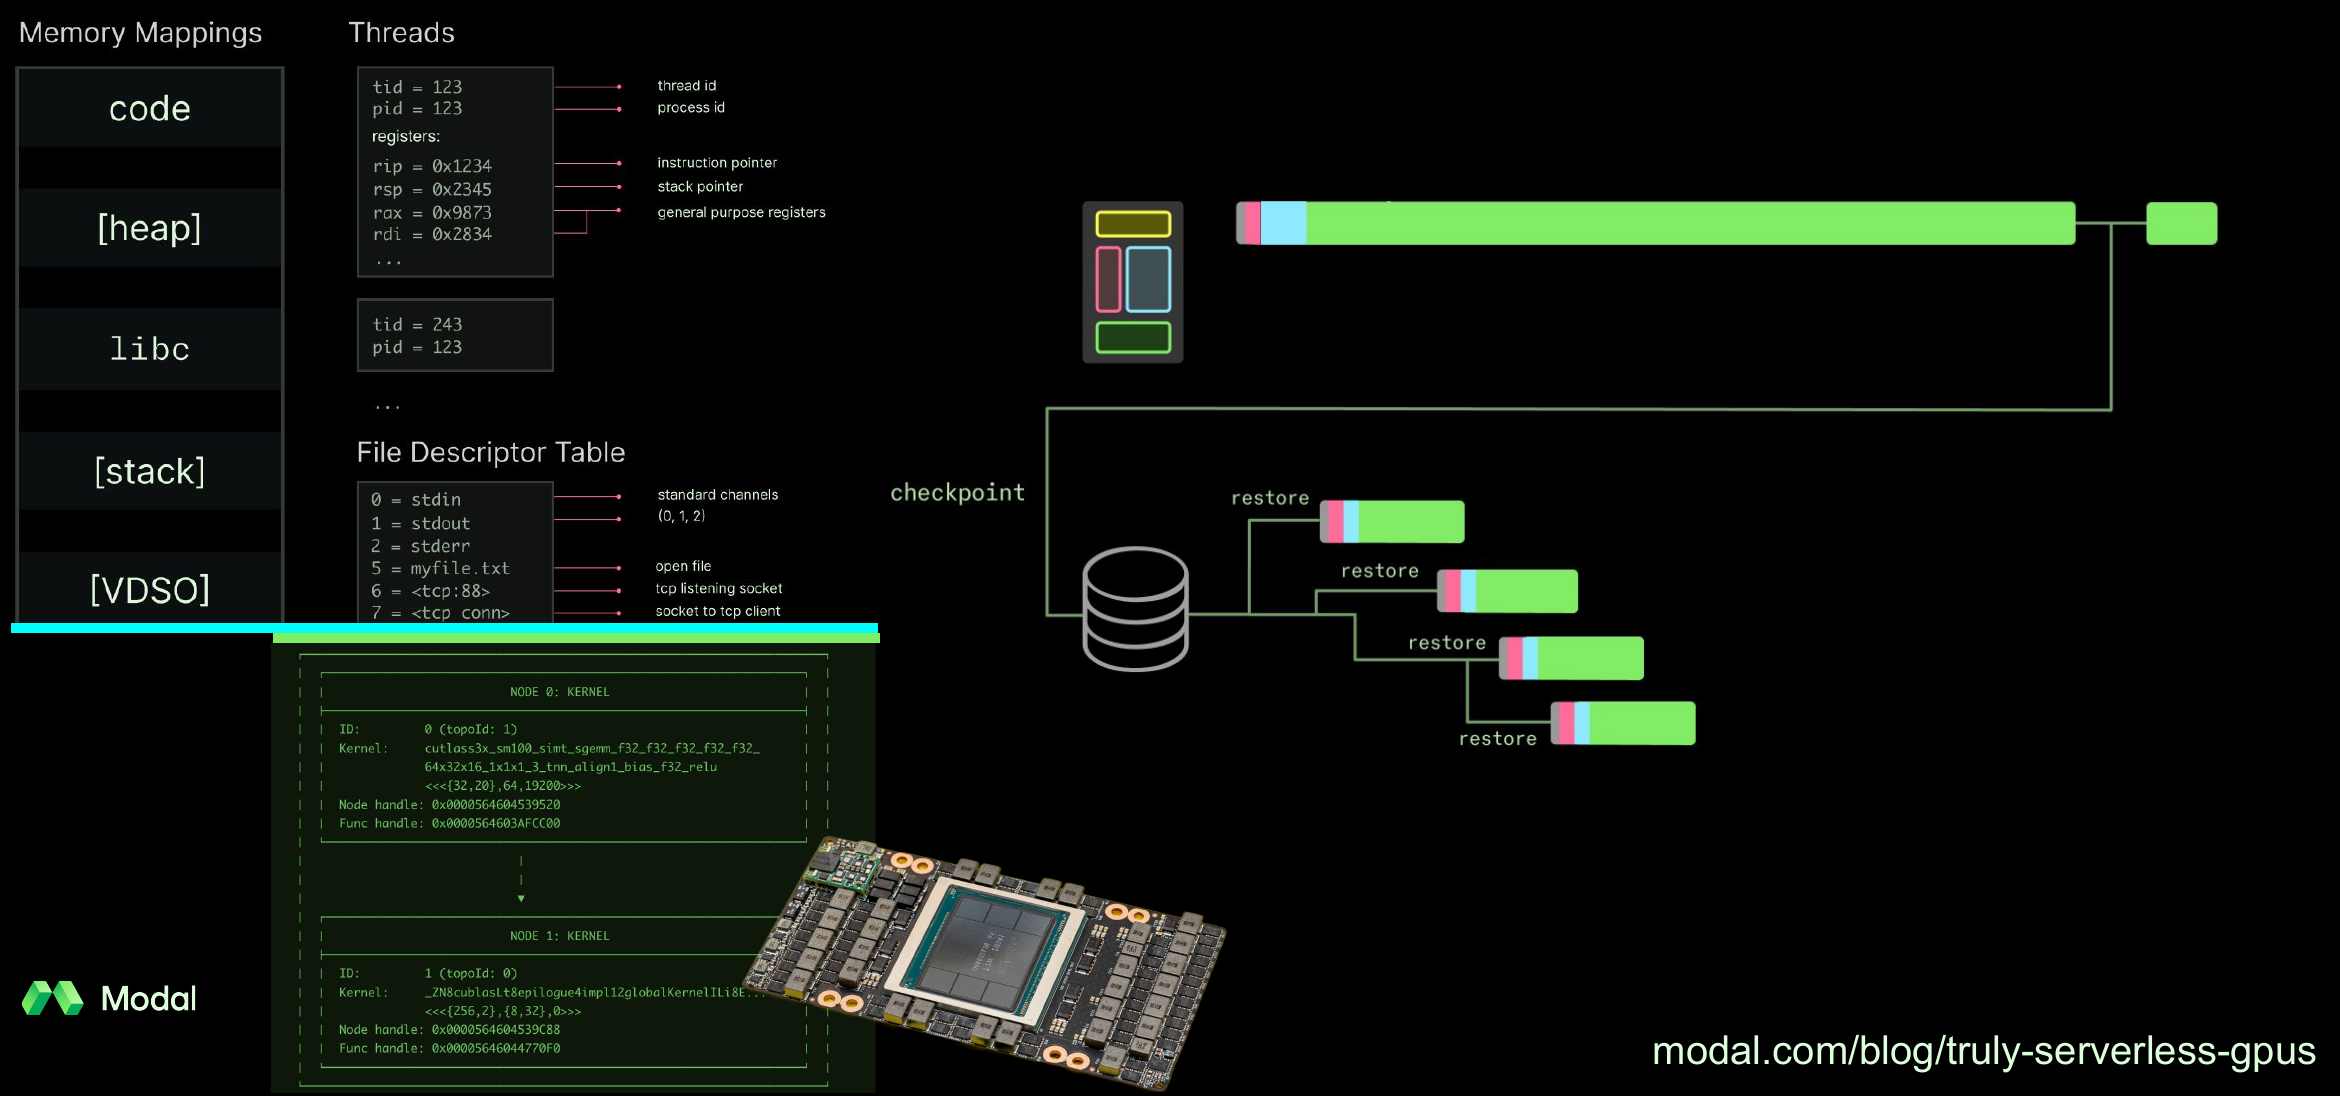 Memory Mappings
code
[heap]
libc
[stack]
[VDSO]
Threads
tid = 123
pid = 123
registers:
rip = 0x1234
rsp = 0x2345
rax = 0x9873
rdi = 0x2834
...
thread id
process id
instruction pointer
stack pointer
general purpose registers
tid = 243
pid = 123
...
File Descriptor Table
0 = stdin
1 = stdout
2 = stderr
5 = myfile.txt
6 = <tcp:88>
7 = <tcp conn>
standard channels
(0, 1, 2)
open file
tcp listening socket
socket to tcp client
checkpoint
restore
restore
restore
restore
NODE 0: KERNEL
ID: 0 (topoId: 1)
Kernel: cutlass3x_sm100_simt_sgemm_f32_f32_f32_f32_f32_
64x32x16_1x1x1_3_tnn_align1_bias_f32_relu
<<<{32,20},64,19200>>>
Node handle: 0x0000564604539520
Func handle: 0x0000564603AFCC00
NODE 1: KERNEL
ID: 1 (topoId: 0)
Kernel: _ZN8cublasLt8epilogue4impl12globalKernelILi8E...
<<<{256,2},{8,32},0>>>
Node handle: 0x0000564604539C88
Func handle: 0x00005646044770F0
Modal
modal.com/blog/truly-serverless-gpus